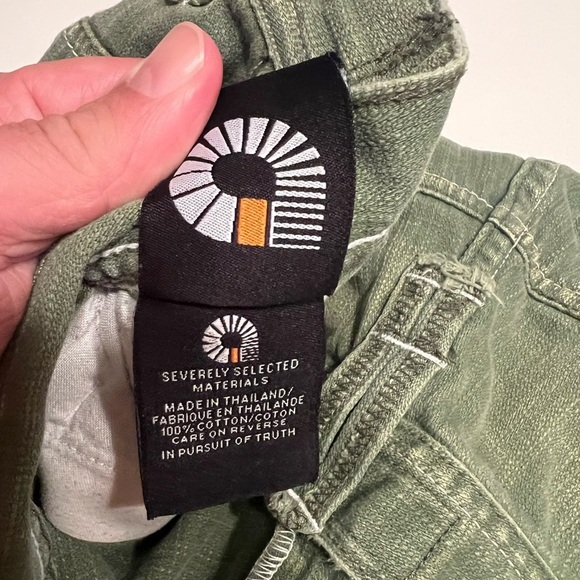 SEVERELY SELECTED
MATERIALS
MADE IN THAILAND/
FABRIQUE EN THAILANDE
100% COTTON/COTON
CARE ON REVERSE
IN PURSUIT OF TRUTH